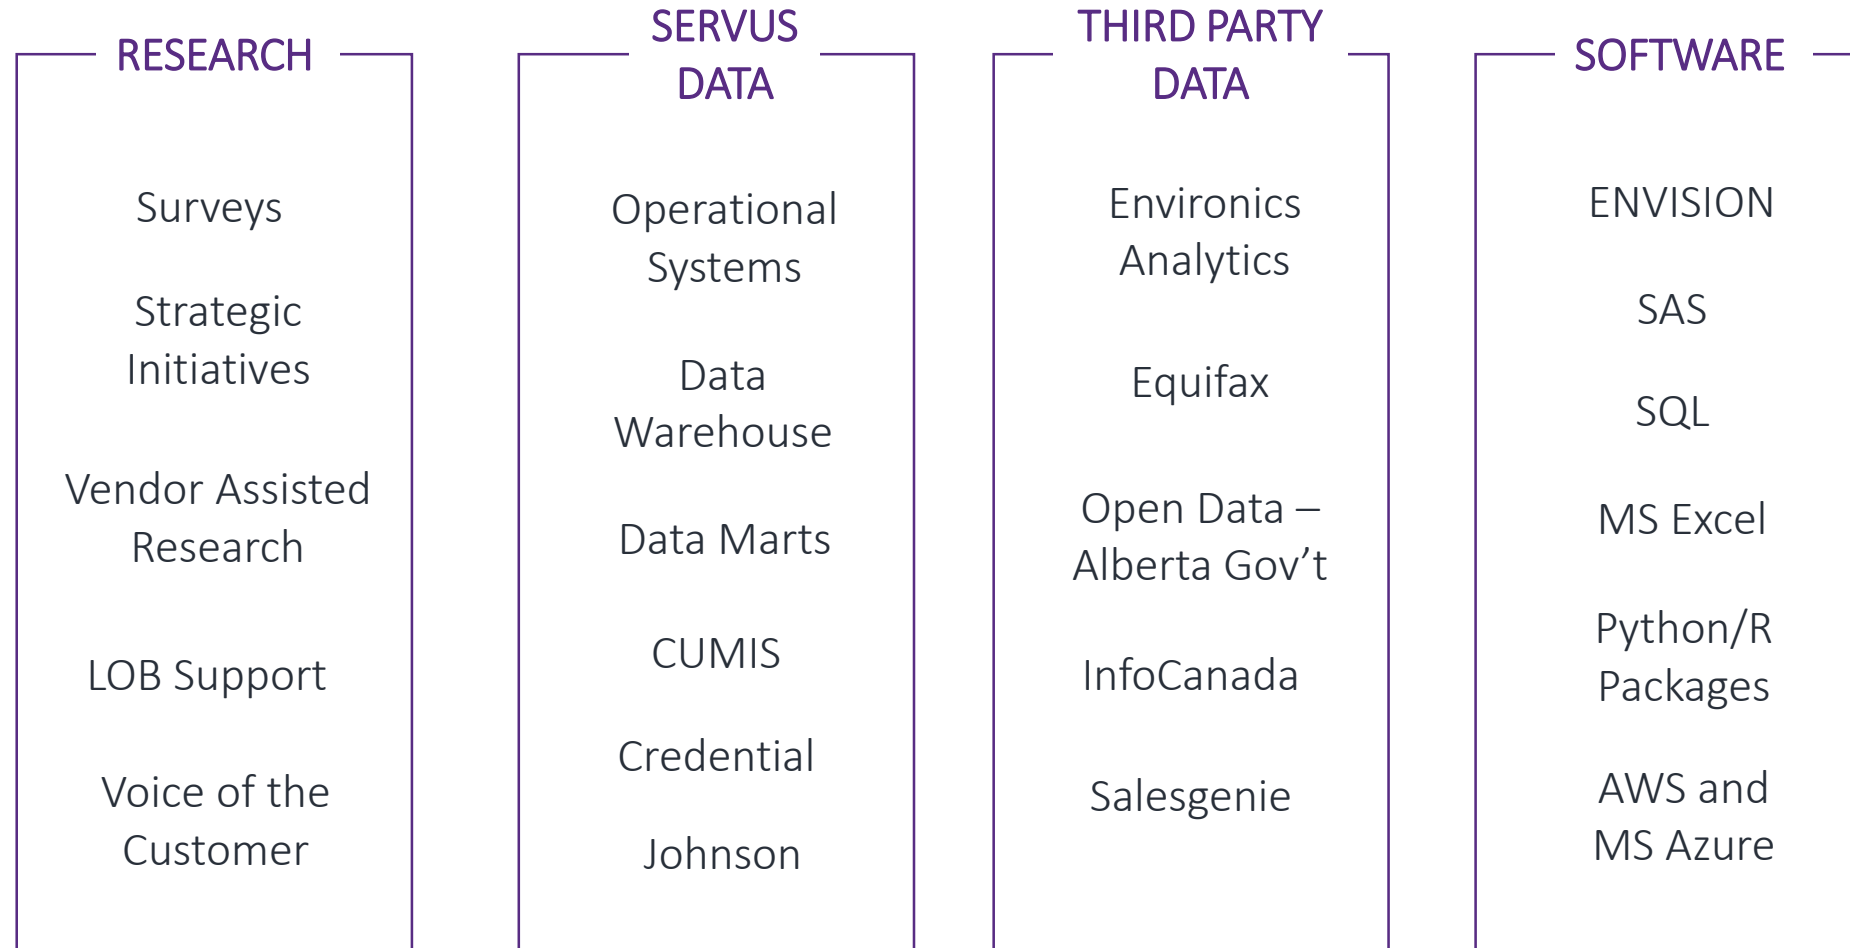 RESEARCH
Surveys
Strategic
Initiatives
Vendor Assisted
Research
LOB Support
Voice of the
Customer
SERVUS
DATA
Operational
Systems
Data
Warehouse
Data Marts
CUMIS
Credential
Johnson
THIRD PARTY
DATA
Environics
Analytics
Equifax
Open Data –
Alberta Gov’t
InfoCanada
Salesgenie
SOFTWARE
ENVISION
SAS
SQL
MS Excel
Python/R
Packages
AWS and
MS Azure